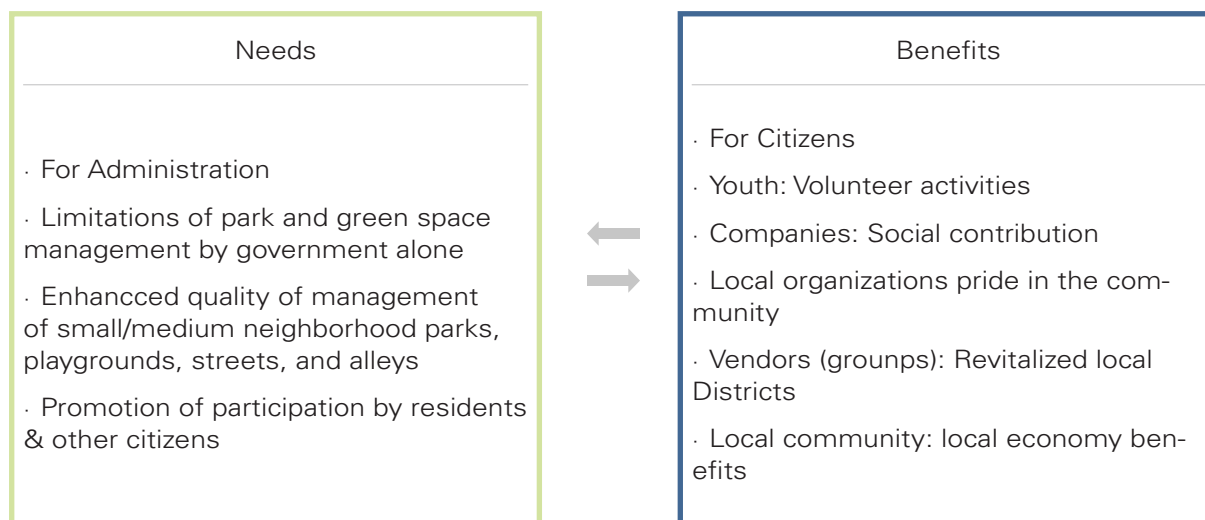 Needs
· For Administration
· Limitations of park and green space
management by government alone
· Enhancced quality of management
of small/medium neighborhood parks,
playgrounds, streets, and alleys
· Promotion of participation by residents
& other citizens
Benefits
· For Citizens
· Youth: Volunteer activities
· Companies: Social contribution
· Local organizations pride in the com-
munity
· Vendors (grounps): Revitalized local
Districts
· Local community: local economy ben-
efits